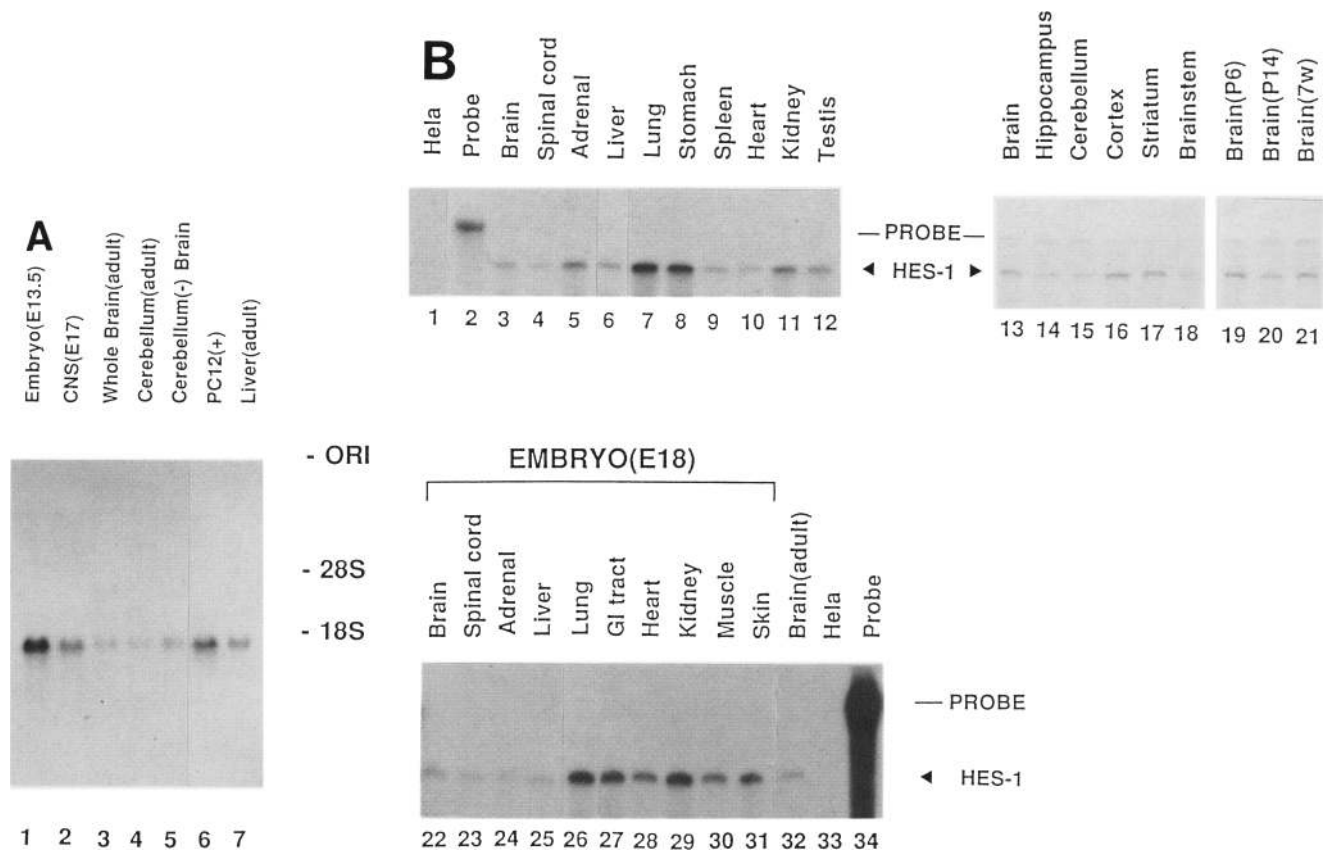 A
Embryo(E13.5)
CNS(E17)
Whole Brain(adult)
Cerebellum(adult)
Cerebellum(-) Brain
PC12(+)
Liver(adult)
- ORI
- 28S
- 18S
1 2 3 4 5 6 7
B
Hela
Probe
Brain
Spinal cord
Adrenal
Liver
Lung
Stomach
Spleen
Heart
Kidney
Testis
— PROBE —
◄ HES-1 ►
1 2 3 4 5 6 7 8 9 10 11 12
Brain
Hippocampus
Cerebellum
Cortex
Striatum
Brainstem
Brain(P6)
Brain(P14)
Brain(7w)
13 14 15 16 17 18 19 20 21
EMBRYO(E18)
Brain
Spinal cord
Adrenal
Liver
Lung
GI tract
Heart
Kidney
Muscle
Skin
Brain(adult)
Hela
Probe
— PROBE
◄ HES-1
22 23 24 25 26 27 28 29 30 31 32 33 34